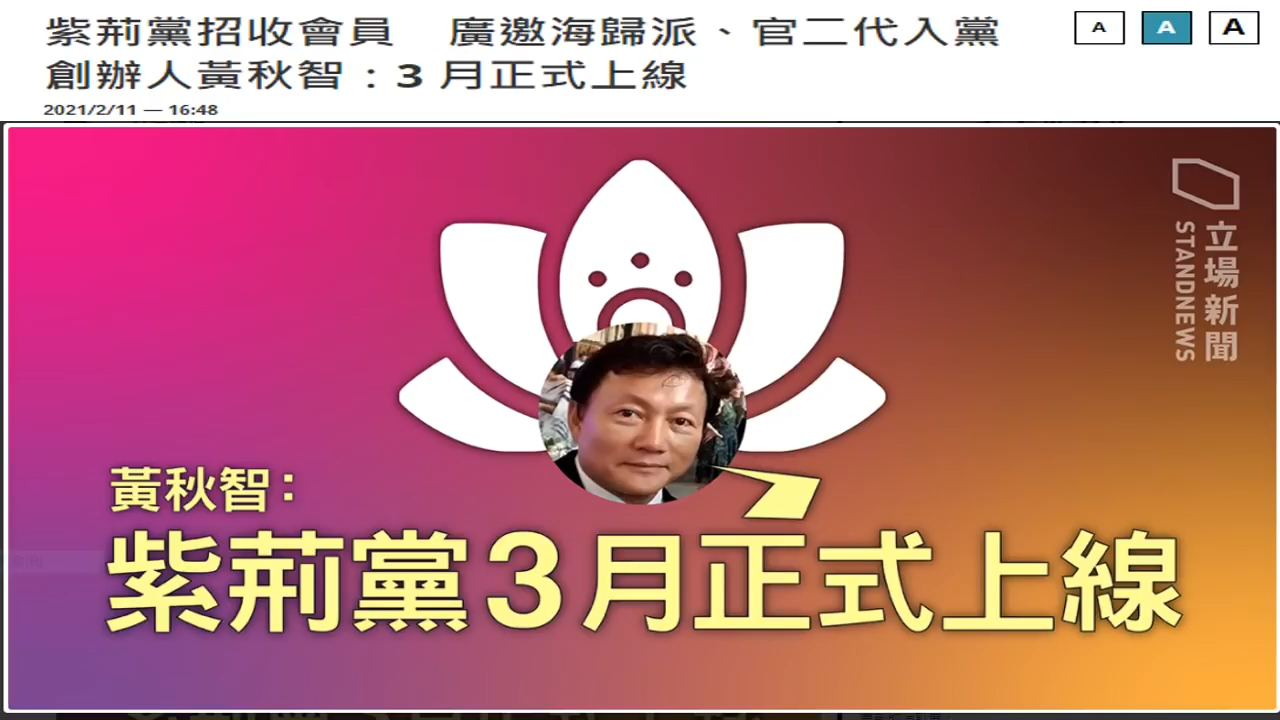 紫荊黨招收會員　廣邀海歸派、官二代入黨
創辦人黃秋智：3 月正式上線
2021/2/11 — 16:48
A A A
立場新聞
STANDNEWS
黃秋智：
紫荊黨3月正式上線